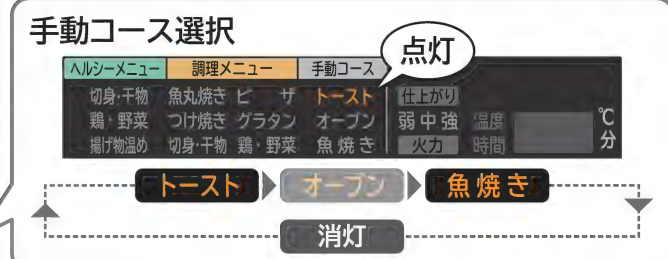 手動コース選択
点灯
ヘルシーメニュー 調理メニュー 手動コース
切身・干物 魚丸焼き ピザ トースト 仕上がり
鶏・野菜 つけ焼き グラタン オーブン 弱 中 強 温度 ℃
揚げ物温め 切身・干物 鶏・野菜 魚焼き 火力 時間 分
トースト オーブン 魚焼き
消灯